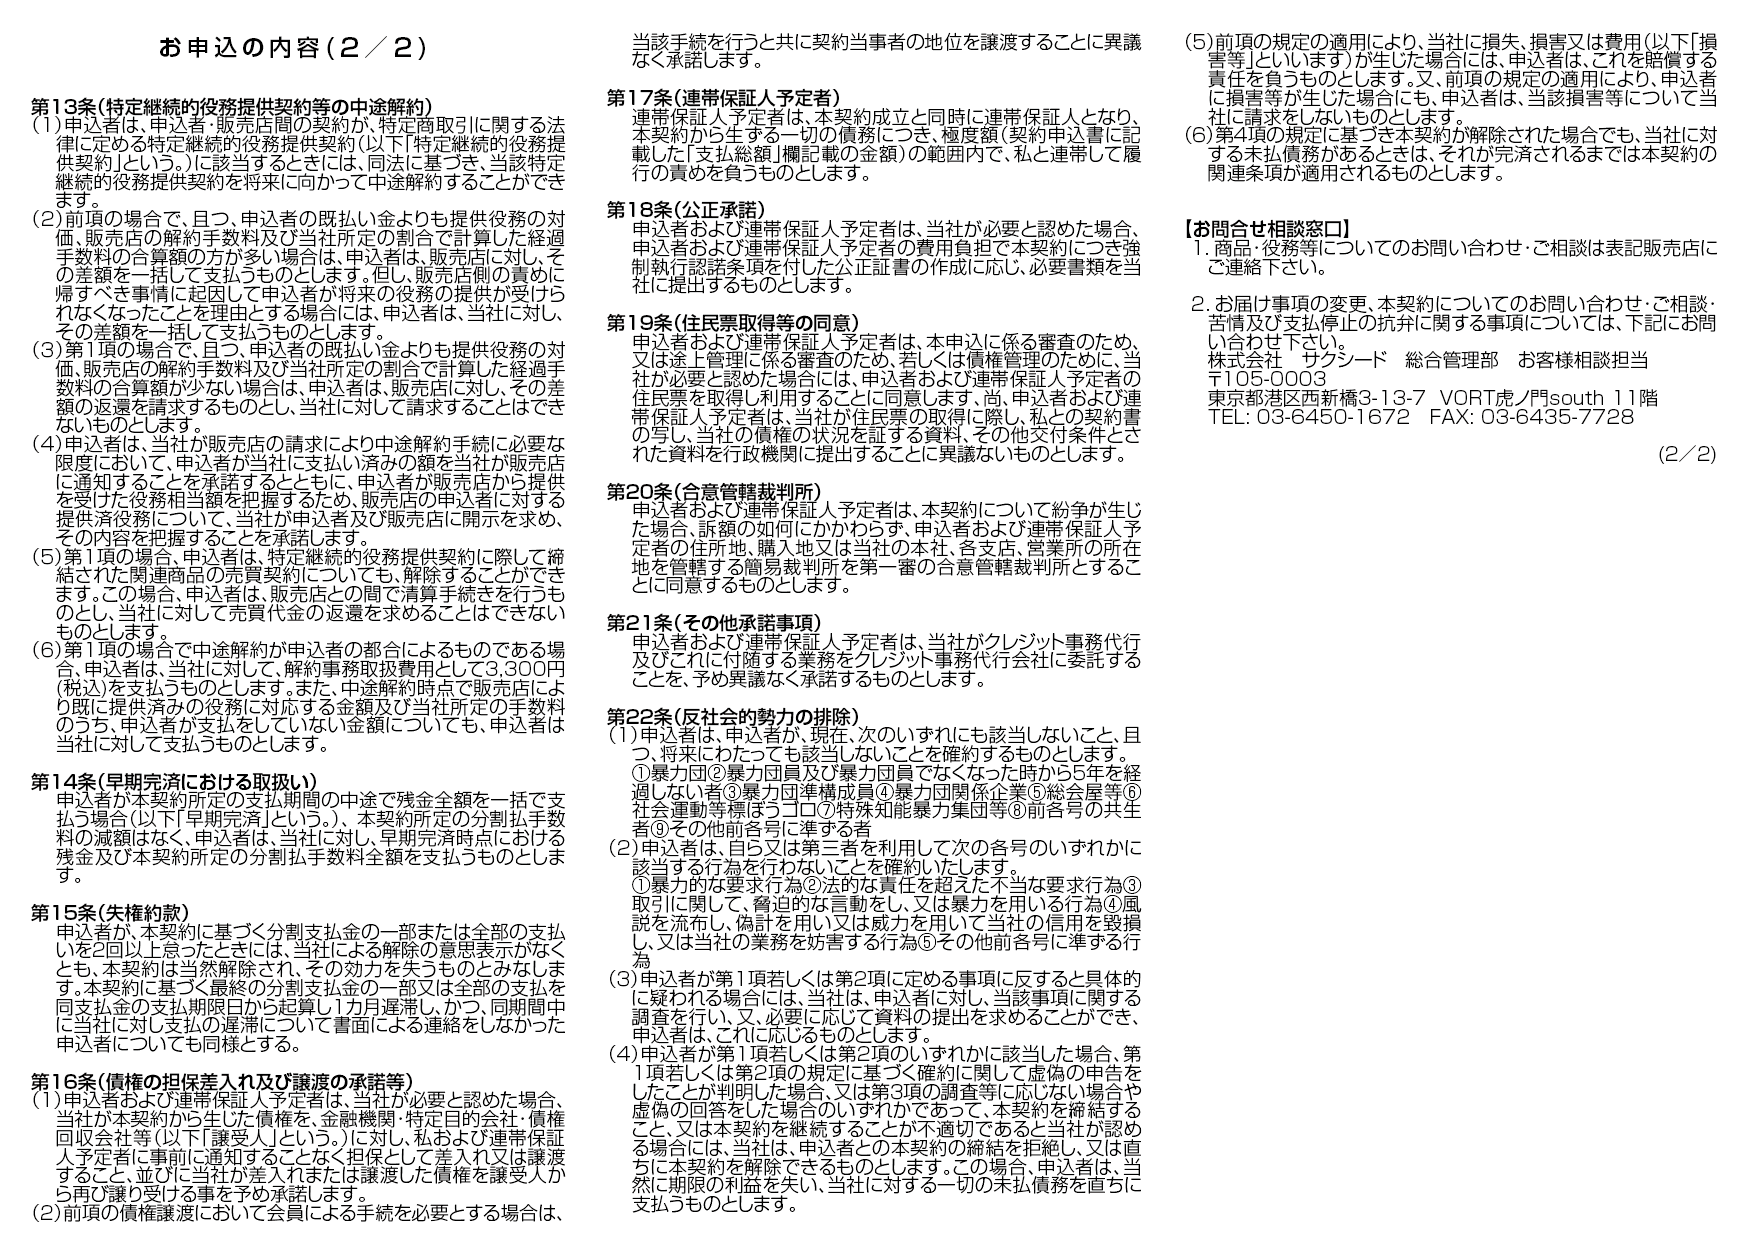 お申込の内容(2／2)
第13条(特定継続的役務提供契約等の中途解約)
(1)申込者は、申込者･販売店間の契約が、特定商取引に関する法
律に定める特定継続的役務提供契約(以下｢特定継続的役務提
供契約｣という。)に該当するときには、同法に基づき、当該特定
継続的役務提供契約を将来に向かって中途解約することができ
ます。
(2)前項の場合で、且つ、申込者の既払い金よりも提供役務の対
価、販売店の解約手数料及び当社所定の割合で計算した経過
手数料の合算額の方が多い場合は、申込者は、販売店に対し、そ
の差額を一括して支払うものとします。但し、販売店側の責めに
帰すべき事情に起因して申込者が将来の役務の提供が受けら
れなくなったことを理由とする場合には、申込者は、当社に対し、
その差額を一括して支払うものとします。
(3)第1項の場合で、且つ、申込者の既払い金よりも提供役務の対
価、販売店の解約手数料及び当社所定の割合で計算した経過手
数料の合算額が少ない場合は、申込者は、販売店に対し、その差
額の返還を請求するものとし、当社に対して請求することはでき
ないものとします。
(4)申込者は、当社が販売店の請求により中途解約手続に必要な
限度において、申込者が当社に支払い済みの額を当社が販売店
に通知することを承諾するとともに、申込者が販売店から提供
を受けた役務相当額を把握するため、販売店の申込者に対する
提供済役務について、当社が申込者及び販売店に開示を求め、
その内容を把握することを承諾します。
(5)第1項の場合、申込者は、特定継続的役務提供契約に際して締
結された関連商品の売買契約についても、解除することができ
ます。この場合、申込者は、販売店との間で清算手続きを行うも
のとし、当社に対して売買代金の返還を求めることはできない
ものとします。
(6)第1項の場合で中途解約が申込者の都合によるものである場
合、申込者は、当社に対して、解約事務取扱費用として3,300円
(税込)を支払うものとします。また、中途解約時点で販売店によ
り既に提供済みの役務に対応する金額及び当社所定の手数料
のうち、申込者が支払をしていない金額についても、申込者は
当社に対して支払うものとします。
第14条(早期完済における取扱い)
申込者が本契約所定の支払期間の中途で残金全額を一括で支
払う場合(以下｢早期完済｣という。)、本契約所定の分割払手数
料の減額はなく、申込者は、当社に対し、早期完済時点における
残金及び本契約所定の分割払手数料全額を支払うものとしま
す。
第15条(失権約款)
申込者が、本契約に基づく分割支払金の一部または全部の支払
いを2回以上怠ったときには、当社による解除の意思表示がなく
とも、本契約は当然解除され、その効力を失うものとみなしま
す。本契約に基づく最終の分割支払金の一部又は全部の支払を
同支払金の支払期限日から起算し1カ月遅滞し、かつ、同期間中
に当社に対し支払の遅滞について書面による連絡をしなかった
申込者についても同様とする。
第16条(債権の担保差入れ及び譲渡の承諾等)
(1)申込者および連帯保証人予定者は、当社が必要と認めた場合、
当社が本契約から生じた債権を、金融機関･特定目的会社･債権
回収会社等(以下｢譲受人｣という。)に対し、私および連帯保証
人予定者に事前に通知することなく担保として差入れ又は譲渡
すること、並びに当社が差入れまたは譲渡した債権を譲受人か
ら再び譲り受ける事を予め承諾します。
(2)前項の債権譲渡において会員による手続を必要とする場合は、
当該手続を行うと共に契約当事者の地位を譲渡することに異議
なく承諾します。
第17条(連帯保証人予定者)
連帯保証人予定者は、本契約成立と同時に連帯保証人となり、
本契約から生ずる一切の債務につき、極度額(契約申込書に記
載した｢支払総額｣欄記載の金額)の範囲内で、私と連帯して履
行の責めを負うものとします。
第18条(公正承諾)
申込者および連帯保証人予定者は、当社が必要と認めた場合、
申込者および連帯保証人予定者の費用負担で本契約につき強
制執行認諾条項を付した公正証書の作成に応じ、必要書類を当
社に提出するものとします。
第19条(住民票取得等の同意)
申込者および連帯保証人予定者は、本申込に係る審査のため、
又は途上管理に係る審査のため、若しくは債権管理のために、当
社が必要と認めた場合には、申込者および連帯保証人予定者の
住民票を取得し利用することに同意します、尚、申込者および連
帯保証人予定者は、当社が住民票の取得に際し、私との契約書
の写し、当社の債権の状況を証する資料、その他交付条件とさ
れた資料を行政機関に提出することに異議ないものとします。
第20条(合意管轄裁判所)
申込者および連帯保証人予定者は、本契約について紛争が生じ
た場合、訴額の如何にかかわらず、申込者および連帯保証人予
定者の住所地、購入地又は当社の本社、各支店、営業所の所在
地を管轄する簡易裁判所を第一審の合意管轄裁判所とするこ
とに同意するものとします。
第21条(その他承諾事項)
申込者および連帯保証人予定者は、当社がクレジット事務代行
及びこれに付随する業務をクレジット事務代行会社に委託する
ことを、予め異議なく承諾するものとします。
第22条(反社会的勢力の排除)
(1)申込者は、申込者が、現在、次のいずれにも該当しないこと、且
つ、将来にわたっても該当しないことを確約するものとします。
①暴力団②暴力団員及び暴力団員でなくなった時から5年を経
過しない者③暴力団準構成員④暴力団関係企業⑤総会屋等⑥
社会運動等標ぼうゴロ⑦特殊知能暴力集団等⑧前各号の共生
者⑨その他前各号に準ずる者
(2)申込者は、自ら又は第三者を利用して次の各号のいずれかに
該当する行為を行わないことを確約いたします。
①暴力的な要求行為②法的な責任を超えた不当な要求行為③
取引に関して、脅迫的な言動をし、又は暴力を用いる行為④風
説を流布し、偽計を用い又は威力を用いて当社の信用を毀損
し、又は当社の業務を妨害する行為⑤その他前各号に準ずる行
為
(3)申込者が第1項若しくは第2項に定める事項に反すると具体的
に疑われる場合には、当社は、申込者に対し、当該事項に関する
調査を行い、又、必要に応じて資料の提出を求めることができ、
申込者は、これに応じるものとします。
(4)申込者が第1項若しくは第2項のいずれかに該当した場合、第
1項若しくは第2項の規定に基づく確約に関して虚偽の申告を
したことが判明した場合、又は第3項の調査等に応じない場合や
虚偽の回答をした場合のいずれかであって、本契約を締結する
こと、又は本契約を継続することが不適切であると当社が認め
る場合には、当社は、申込者との本契約の締結を拒絶し、又は直
ちに本契約を解除できるものとします。この場合、申込者は、当
然に期限の利益を失い、当社に対する一切の未払債務を直ちに
支払うものとします。
(5)前項の規定の適用により、当社に損失、損害又は費用(以下｢損
害等｣といいます)が生じた場合には、申込者は、これを賠償する
責任を負うものとします。又、前項の規定の適用により、申込者
に損害等が生じた場合にも、申込者は、当該損害等について当
社に請求をしないものとします。
(6)第4項の規定に基づき本契約が解除された場合でも、当社に対
する未払債務があるときは、それが完済されるまでは本契約の
関連条項が適用されるものとします。
【お問合せ相談窓口】
1. 商品･役務等についてのお問い合わせ･ご相談は表記販売店に
ご連絡下さい。
2. お届け事項の変更、本契約についてのお問い合わせ･ご相談･
苦情及び支払停止の抗弁に関する事項については、下記にお問
い合わせ下さい。
株式会社　サクシード　総合管理部　お客様相談担当
〒105-0003
東京都港区西新橋3-13-7 VORT虎ノ門south 11階
TEL: 03-6450-1672　FAX: 03-6435-7728
(2／2)